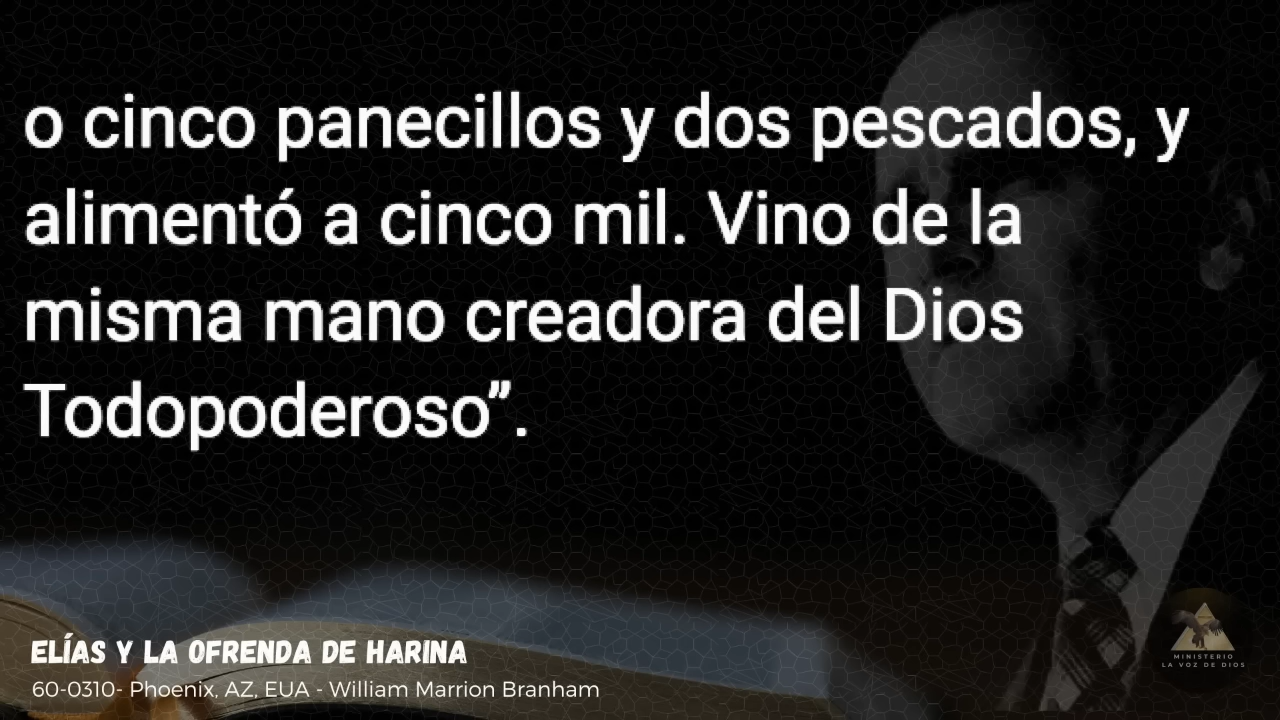 o cinco panecillos y dos pescados, y
alimentó a cinco mil. Vino de la
misma mano creadora del Dios
Todopoderoso”.
ELÍAS Y LA OFRENDA DE HARINA
60-0310- Phoenix, AZ, EUA - William Marrion Branham
MINISTERIO
LA VOZ DE DIOS